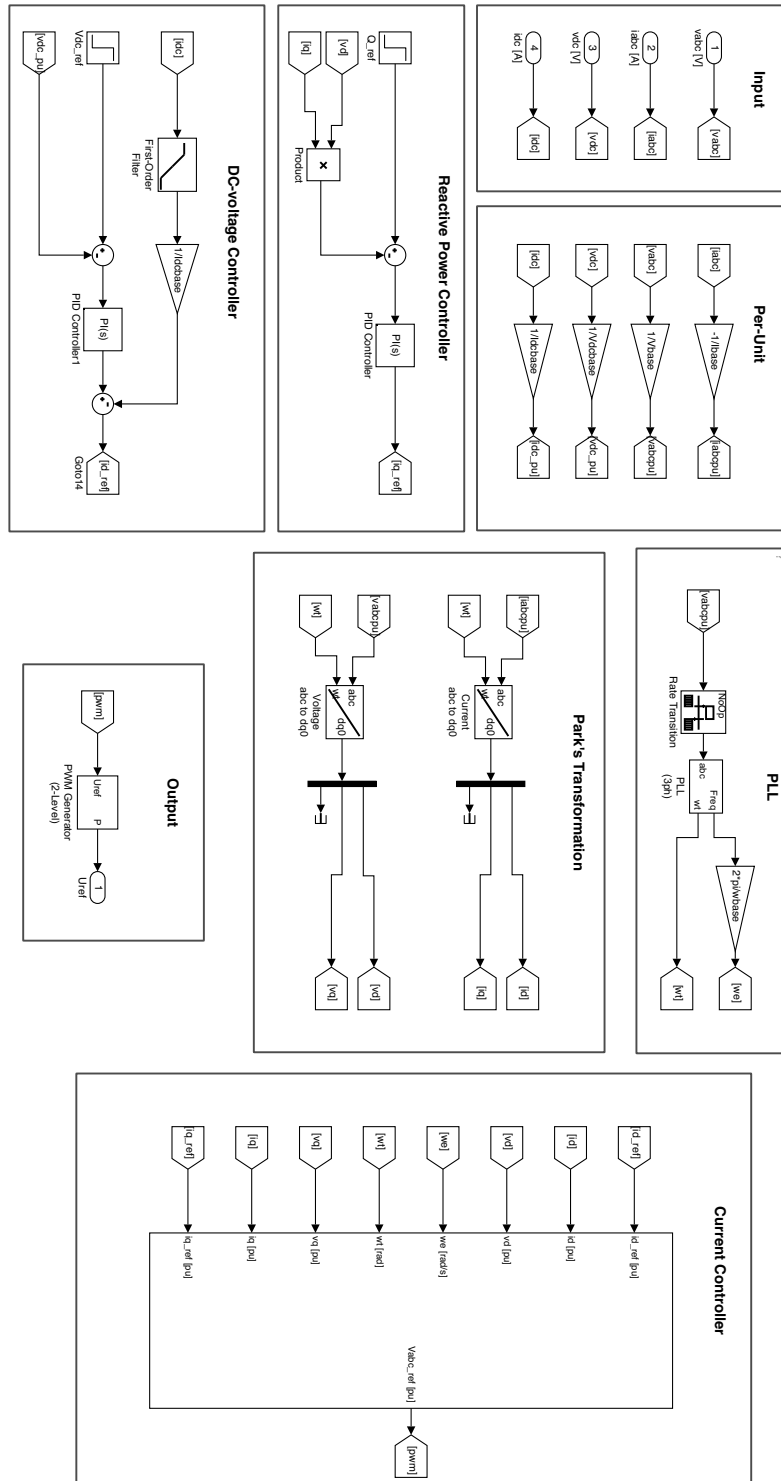 Input
1
vabc [V]
[vabc]
2
iabc [A]
[iabc]
3
vdc [V]
[vdc]
4
idc [A]
[idc]
Per-Unit
[iabc]
-1/Ibase
[iabcpu]
[vabc]
1/Vbase
[vabcpu]
[vdc]
1/Vdcbase
[vdc_pu]
[idc]
1/Idcbase
[idc_pu]
Reactive Power Controller
Q_ref
[vd]
[iq]
Product
PI(s)
PID Controller
[iq_ref]
DC-voltage Controller
[idc]
First-Order
Filter
1/Idcbase
Vdc_ref
[vdc_pu]
PI(s)
PID Controller1
[id_ref]
Goto14
PLL
[vabcpu]
NoOp
Rate Transition
abc
Freq
wt
PLL
(3ph)
2*pi/wbase
[we]
[wt]
Park's Transformation
[iabcpu]
[wt]
abc
wt
dq0
Current
abc to dq0
[id]
[iq]
[vabcpu]
[wt]
abc
wt
dq0
Voltage
abc to dq0
[vd]
[vq]
Output
[pwm]
Uref
P
PWM Generator
(2-Level)
1
Uref
Current Controller
[id_ref]
id_ref [pu]
[id]
id [pu]
[vd]
vd [pu]
[we]
we [rad/s]
[wt]
wt [rad]
[vq]
vq [pu]
[iq]
iq [pu]
[iq_ref]
iq_ref [pu]
Vabc_ref [pu]
[pwm]